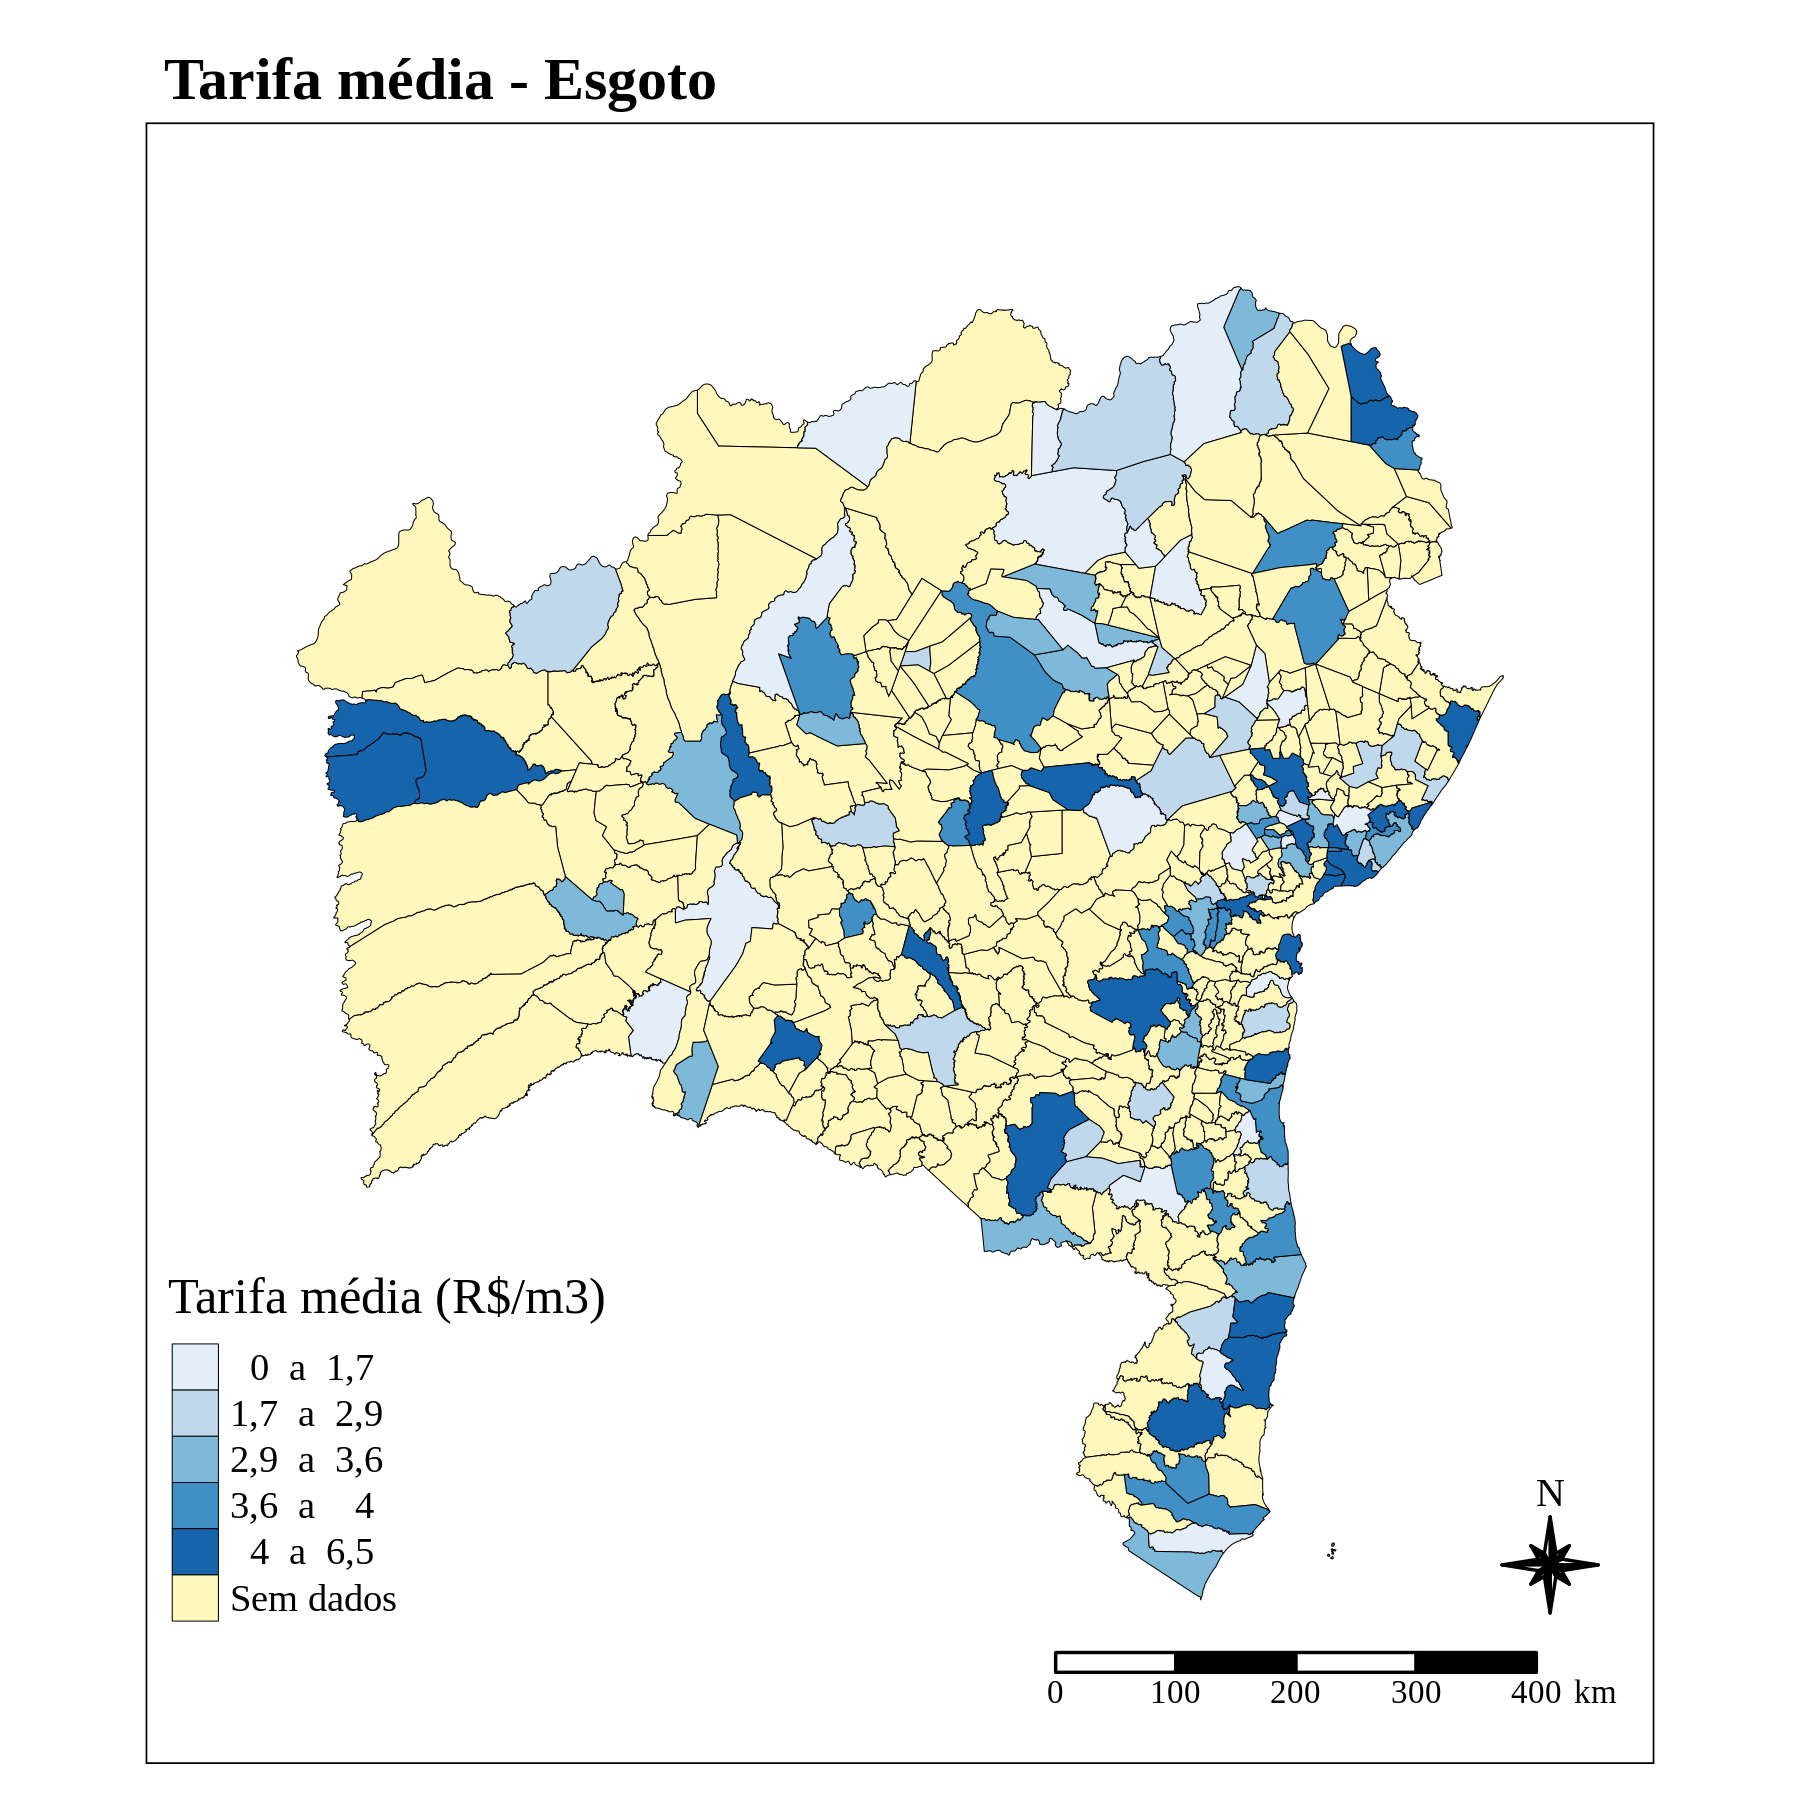 Tarifa média - Esgoto
Tarifa média (R$/m3)
0 a 1,7
1,7 a 2,9
2,9 a 3,6
3,6 a 4
4 a 6,5
Sem dados
N
0 100 200 300 400 km